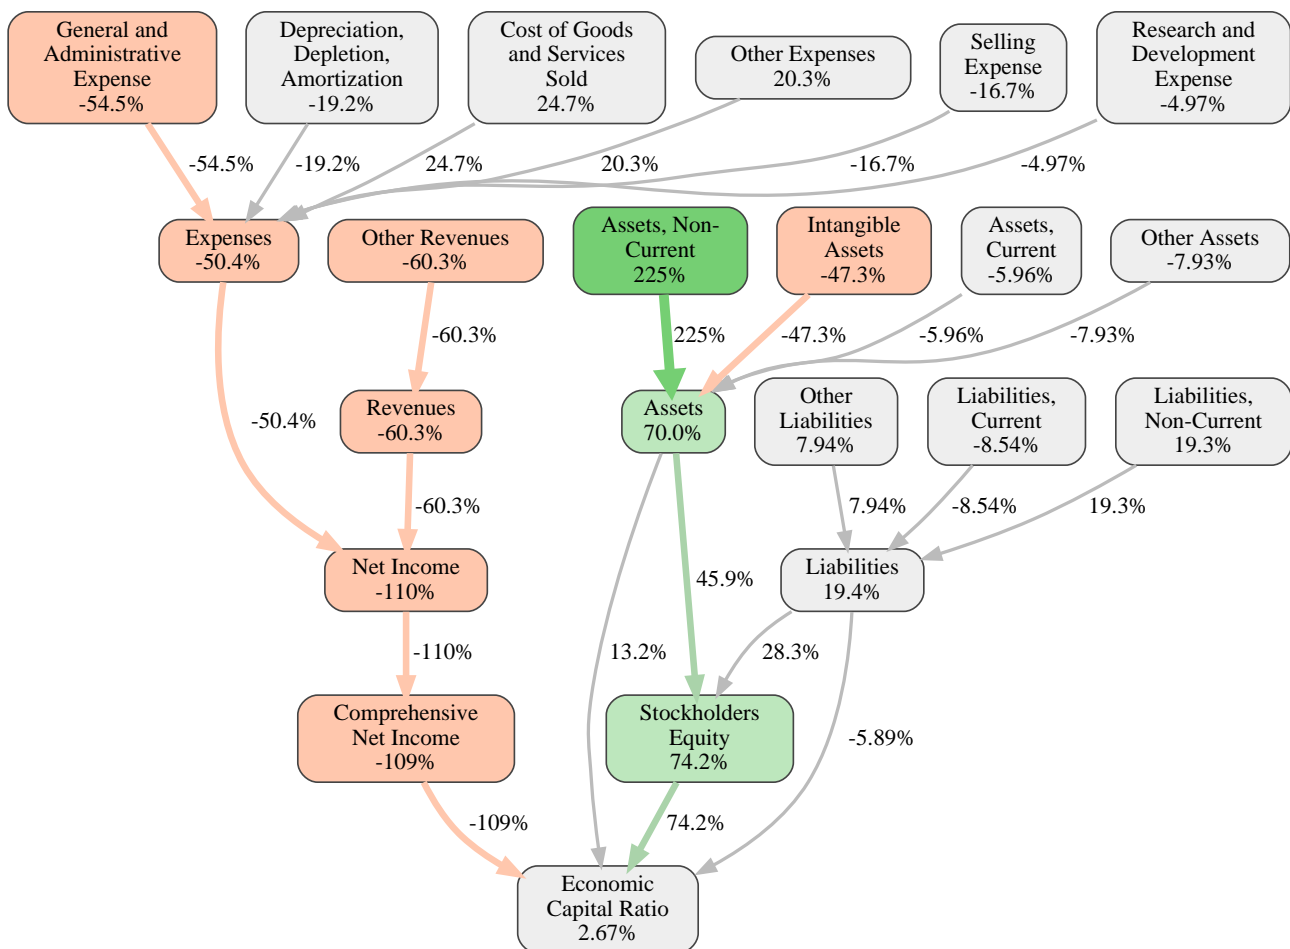 General and
Administrative
Expense
-54.5%
Depreciation,
Depletion,
Amortization
-19.2%
Cost of Goods
and Services
Sold
24.7%
Other Expenses
20.3%
Selling
Expense
-16.7%
Research and
Development
Expense
-4.97%
-54.5%
-19.2%
24.7%
20.3%
-16.7%
-4.97%
Expenses
-50.4%
Other Revenues
-60.3%
Assets, Non-
Current
225%
Intangible
Assets
-47.3%
Assets,
Current
-5.96%
Other Assets
-7.93%
-60.3%
225%
-47.3%
-5.96%
-7.93%
-50.4%
Revenues
-60.3%
Assets
70.0%
Other
Liabilities
7.94%
Liabilities,
Current
-8.54%
Liabilities,
Non-Current
19.3%
-60.3%
7.94%
-8.54%
19.3%
Net Income
-110%
45.9%
Liabilities
19.4%
-110%
13.2%
28.3%
Comprehensive
Net Income
-109%
Stockholders
Equity
74.2%
-5.89%
-109%
74.2%
Economic
Capital Ratio
2.67%